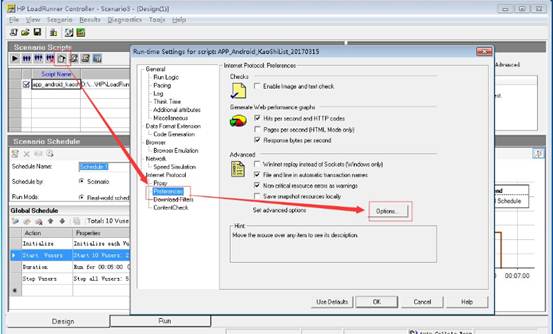 HP LoadRunner Controller - Scenario3 - [Design(1)]
File View Scenario Results Diagnostics Tools Help
Scenario Scripts
Script Name
app_android_kaosh
D:\...\HP\LoadRun
Advanced
Scenario Schedule
Schedule Name: Schedule 1
Schedule by: Scenario
Run Mode: Real-world sched
Global Schedule
Total: 10 Vuse
Action Properties
Initialize Initialize each Vu
Start Vusers Start 10 Vusers: 2
Duration Run for 00:05:00 (
Stop Vusers Stop all Vusers: 5
Design Run
Run-time Settings for script: APP_Android_KaoShiList_20170315
General
Run Logic
Pacing
Log
Think Time
Additional attributes
Miscellaneous
Data Format Extension
Code Generation
Browser
Browser Emulation
Network
Speed Simulation
Internet Protocol
Proxy
Preferences
Download Filters
ContentCheck
Internet Protocol: Preferences
Checks
Enable Image and text check
Generate Web performance graphs
Hits per second and HTTP codes
Pages per second (HTML Mode only)
Response bytes per second
Advanced
WinInet replay instead of Sockets (Windows only)
File and line in automatic transaction names
Non-critical resource errors as warnings
Save snapshot resources locally
Set advanced options
Options...
Hint
Move the mouse over any item to see its description.
Use Defaults OK Cancel Help
00:07:00